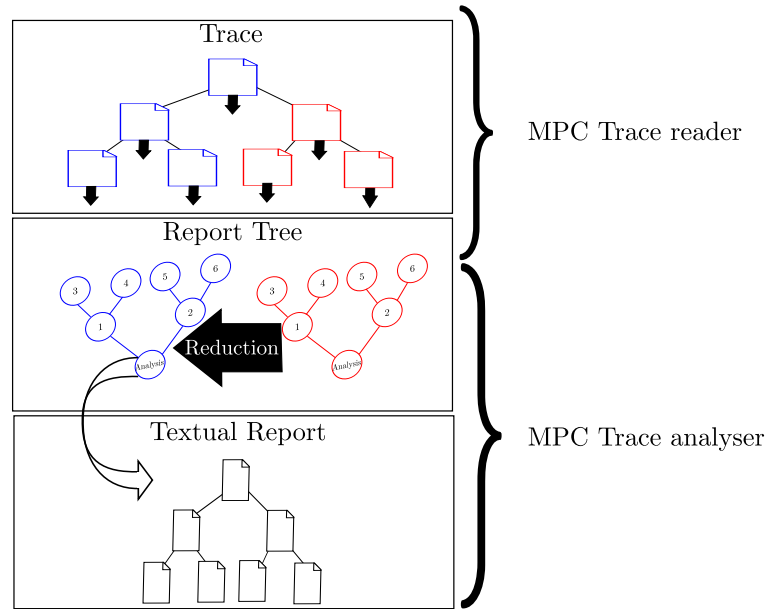 Trace
MPC Trace reader
Report Tree
3 4 5 6 3 4 5 6
1 2 1 2
Reduction
Analysis Analysis
Textual Report
MPC Trace analyser